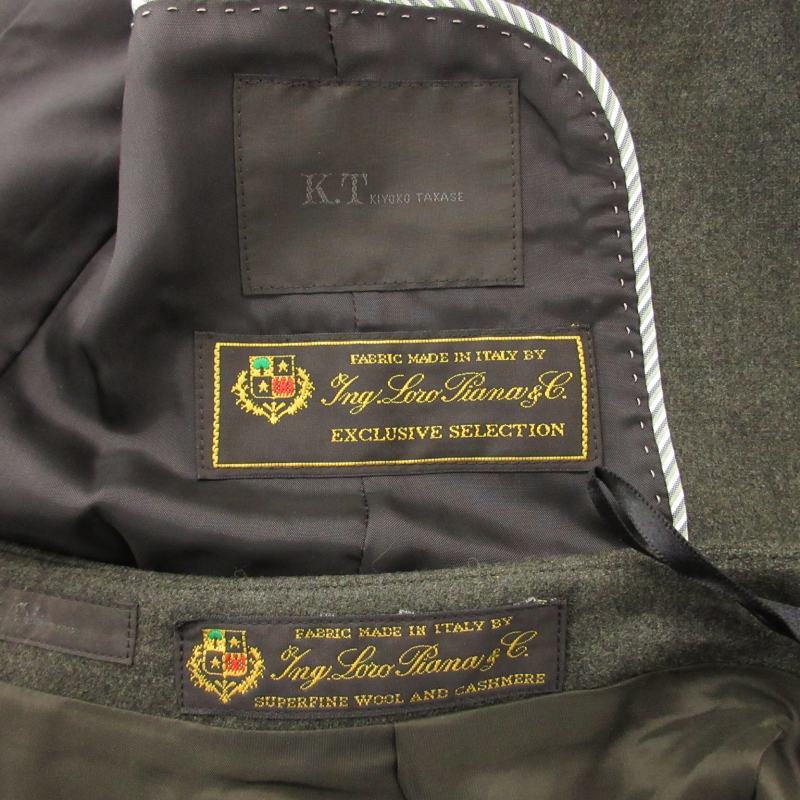 K.T KIYOKO TAKASE
FABRIC MADE IN ITALY BY
Ing. Loro Piana & C.
EXCLUSIVE SELECTION
FABRIC MADE IN ITALY BY
Ing. Loro Piana & C.
SUPERFINE WOOL AND CASHMERE